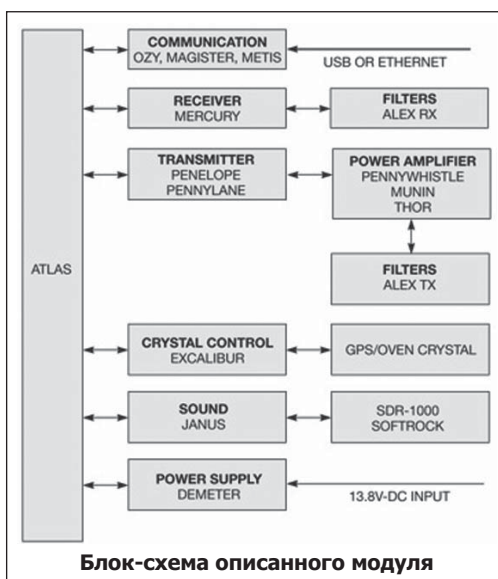 COMMUNICATION
OZY, MAGISTER, METIS
USB OR ETHERNET
RECEIVER
MERCURY
FILTERS
ALEX RX
TRANSMITTER
PENELOPE
PENNYLANE
POWER AMPLIFIER
PENNYWHISTLE
MUNIN
THOR
ATLAS
FILTERS
ALEX TX
CRYSTAL CONTROL
EXCALIBUR
GPS/OVEN CRYSTAL
SOUND
JANUS
SDR-1000
SOFTROCK
POWER SUPPLY
DEMETER
13.8V-DC INPUT
Блок-схема описанного модуля